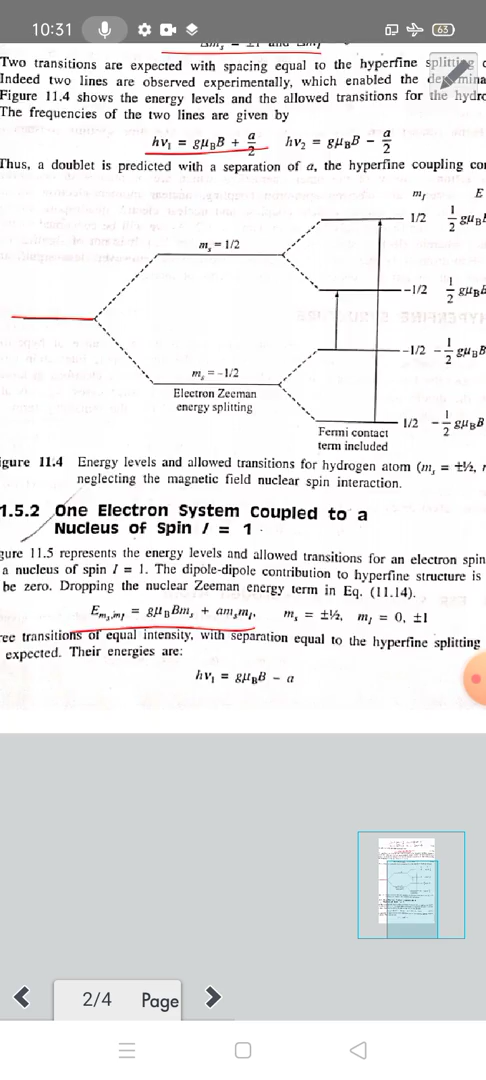 10:31
63
Two transitions are expected with spacing equal to the hyperfine splitting
Indeed two lines are observed experimentally, which enabled the
Figure 11.4 shows the energy levels and the allowed transitions for the
The frequencies of the two lines are given by
hν₁ = gμ_B B + a/2   hν₂ = gμ_B B − a/2
Thus, a doublet is predicted with a separation of a, the hyperfine coupling
m_I   E
1/2   1/2 gμ_B
m_s = 1/2
−1/2   1/2 gμ_B
−1/2   −1/2 gμ_B B
m_s = −1/2
Electron Zeeman
energy splitting
1/2   −1/2 gμ_B B
Fermi contact
term included
igure 11.4 Energy levels and allowed transitions for hydrogen atom (m_s = ±½,
neglecting the magnetic field nuclear spin interaction.
1.5.2 One Electron System Coupled to a
Nucleus of Spin I = 1
gure 11.5 represents the energy levels and allowed transitions for an electron spin
a nucleus of spin I = 1. The dipole-dipole contribution to hyperfine structure is
be zero. Dropping the nuclear Zeeman energy term in Eq. (11.14).
E_{m_s,m_I} = gμ_B Bm_s + am_s m_I,   m_s = ±½,   m_I = 0, ±1
ree transitions of equal intensity, with separation equal to the hyperfine splitting
expected. Their energies are:
hν₁ = gμ_B B − a
2/4 Page